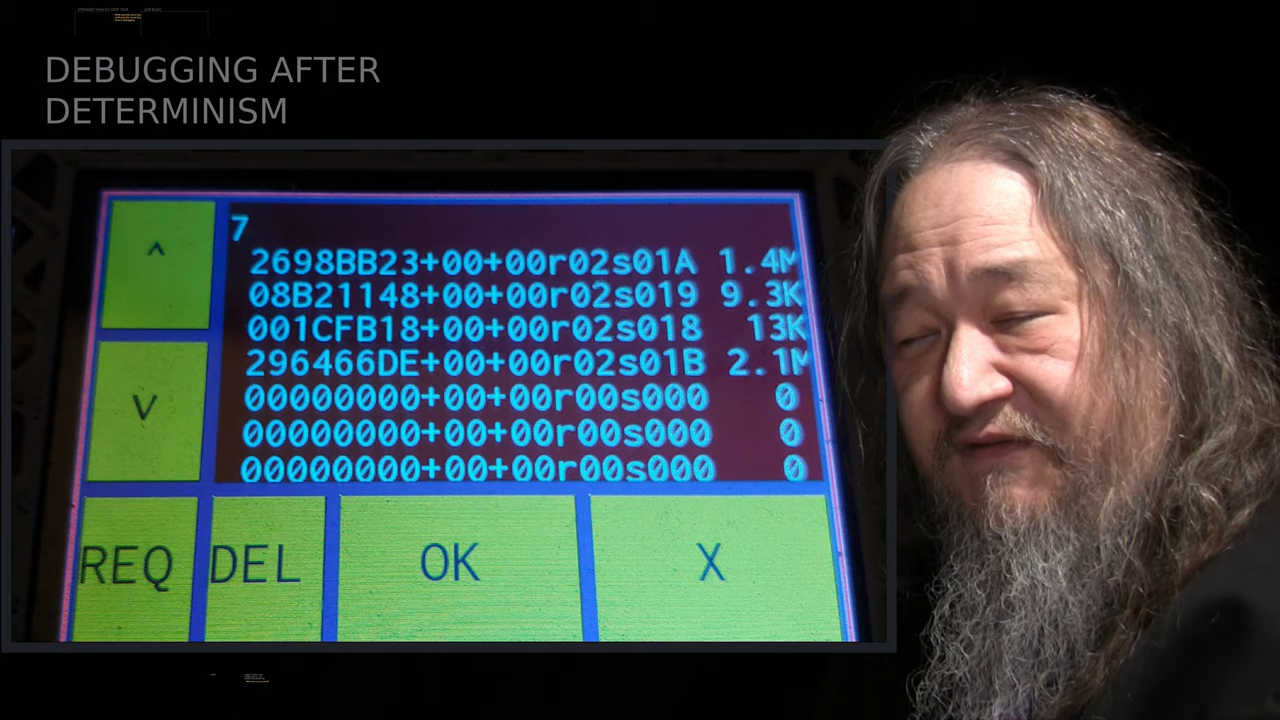 DEBUGGING AFTER
DETERMINISM
^
7
2698BB23+00+00r02s01A 1.4M
08B21148+00+00r02s019 9.3K
001CFB18+00+00r02s018 13K
296466DE+00+00r02s01B 2.1M
00000000+00+00r00s000 0
00000000+00+00r00s000 0
00000000+00+00r00s000 0
V
REQ DEL OK X